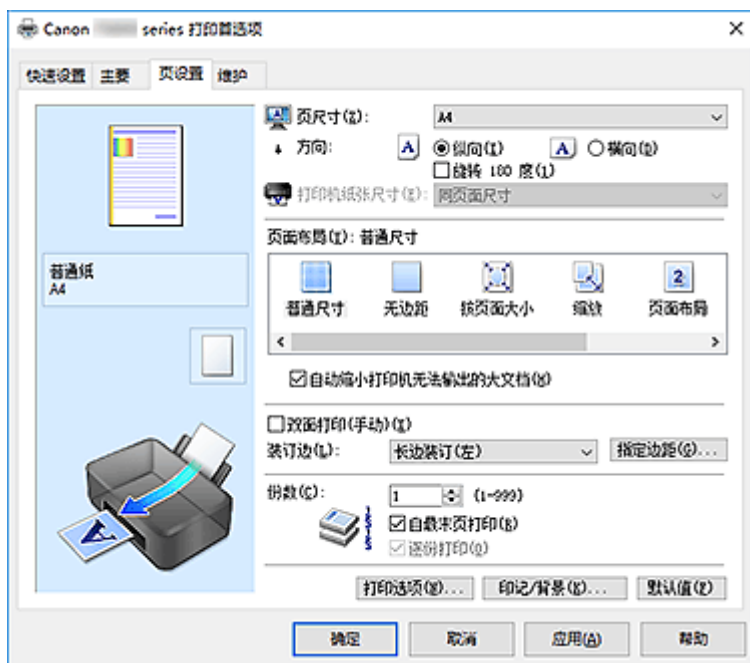 Canon series 打印首选项
快速设置 主要 页设置 维护
页尺寸(Z): A4
方向: A 纵向(T) A 横向(D)
旋转 180 度(1)
打印机纸张尺寸(E): 同页面尺寸
页面布局(I): 普通尺寸
普通纸
A4
普通尺寸 无边距 按页面大小 缩放 页面布局
自动缩小打印机无法输出的大文档(W)
双面打印(手动)(X)
装订边(L): 长边装订(左) 指定边距(G)...
份数(C): 1 (1-999)
自最末页打印(R)
逐份打印(O)
打印选项(N)... 印记/背景(K)... 默认值(F)
确定 取消 应用(A) 帮助